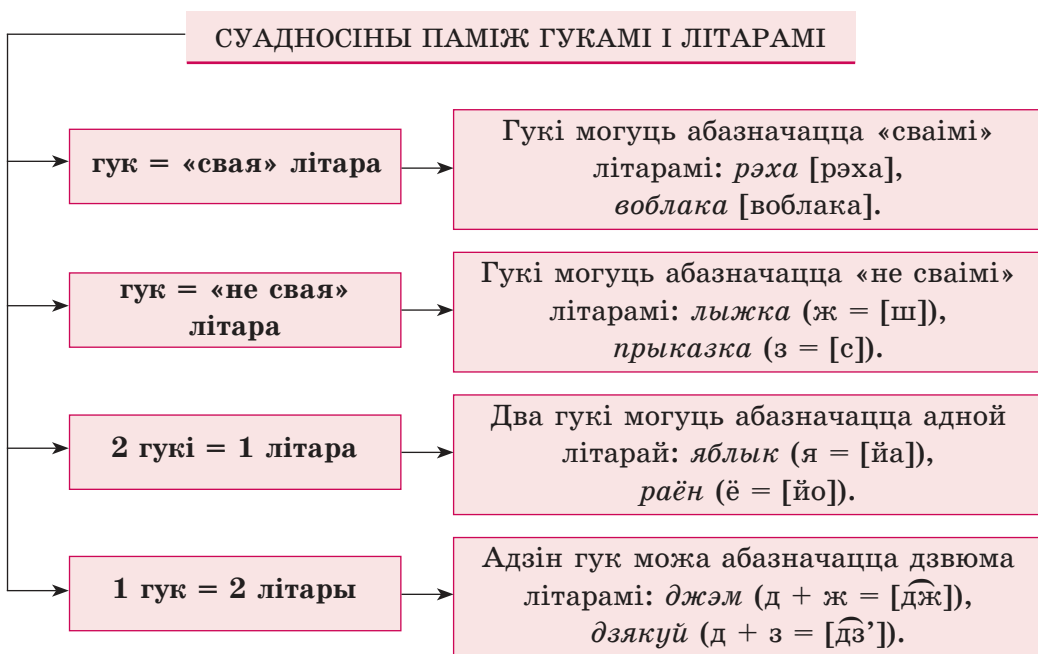 СУАДНОСІНЫ ПАМІЖ ГУКАМІ І ЛІТАРАМІ
гук = «свая» літара
Гукі могуць абазначацца «сваімі»
літарамі: рэха [рэха],
воблака [воблака].
гук = «не свая»
літара
Гукі могуць абазначацца «не сваімі»
літарамі: лыжка (ж = [ш]),
прыказка (з = [с]).
2 гукі = 1 літара
Два гукі могуць абазначацца адной
літарай: яблык (я = [йа]),
раён (ё = [йо]).
1 гук = 2 літары
Адзін гук можа абазначацца дзвюма
літарамі: джэм (д + ж = [д͡ж]),
дзякуй (д + з = [д͡з’]).